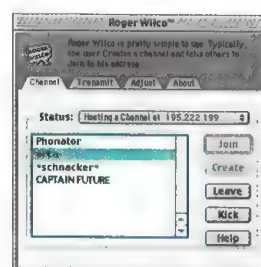 Roger Wilco™
Roger Wilco is pretty simple to use. Typically,
one user Creates a channel and tells others to
Join to his address.
Channel Transmit Adjust About
Status: Hosting a Channel at 195.222.199
Phonator
*schnacker*
CAPTAIN FUTURE
Join
Create
Leave
Kick
Help